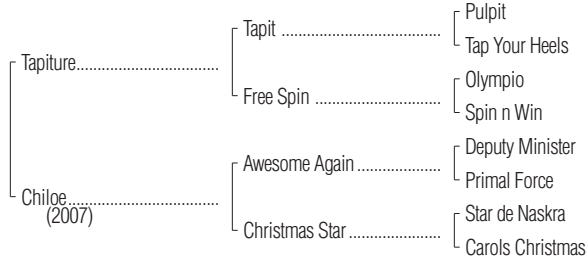 Pulpit
Tapit
Tap Your Heels
Tapiture
Olympio
Free Spin
Spin n Win
Deputy Minister
Awesome Again
Primal Force
Chiloe
(2007)
Star de Naskra
Christmas Star
Carols Christmas